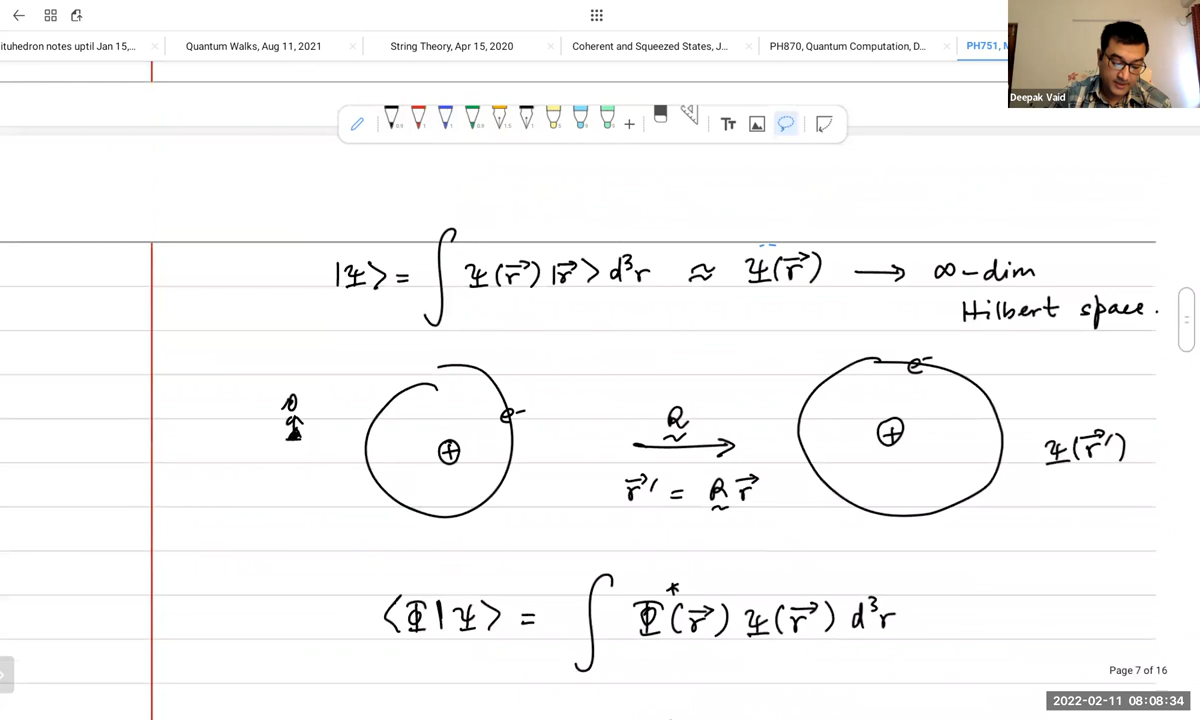 ituhedron notes uptil Jan 15,... Quantum Walks, Aug 11, 2021 String Theory, Apr 15, 2020 Coherent and Squeezed States, J... PH870, Quantum Computation, D... PH751, M
Deepak Vaid
Tт
|Ψ> = ∫ Ψ(r⃗) |r⃗> d³r ≈ Ψ(r⃗) → ∞-dim
Hilbert space.
e⁻ ⊕
R̰
r⃗′ = R̰ r⃗
e⁻ ⊕
Ψ(r⃗′)
<Φ|Ψ> = ∫ Φ*(r⃗) Ψ(r⃗) d³r
Page 7 of 16
2022-02-11 08:08:34